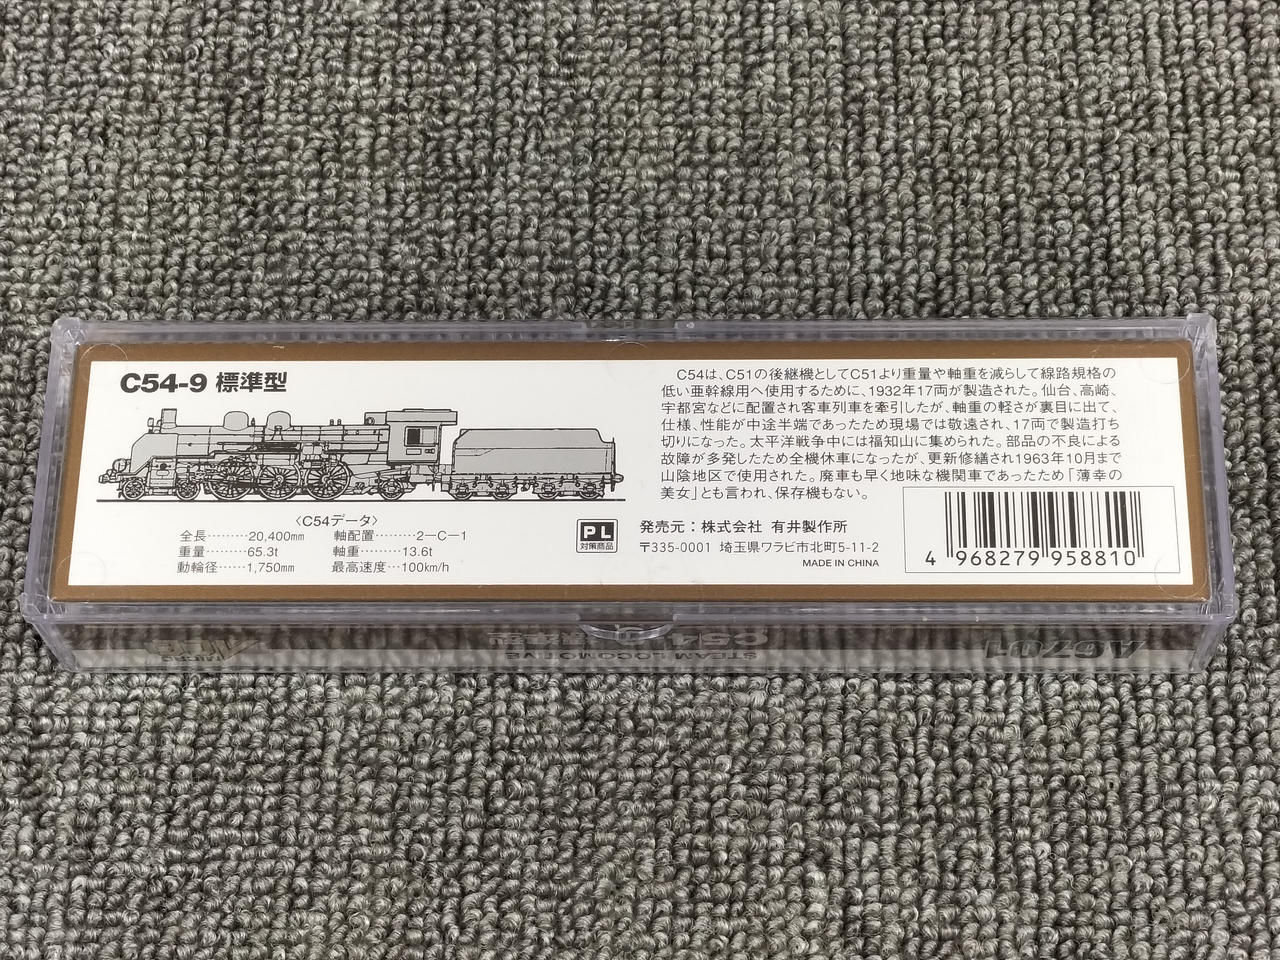 C54-9 標準型
〈C54データ〉
全長………20,400mm 軸配置………2－C－1
重量………65.3t 軸重………13.6t
動輪径……1,750mm 最高速度…100km/h
C54は、C51の後継機としてC51より重量や軸重を減らして線路規格の
低い亜幹線用へ使用するために、1932年17両が製造された。仙台、高崎、
宇都宮などに配置され客車列車を牽引したが、軸重の軽さが裏目に出て、
仕様、性能が中途半端であったため現場では敬遠され、17両で製造打ち
切りになった。太平洋戦争中には福知山に集められた。部品の不良による
故障が多発したため全機休車になったが、更新修繕され1963年10月まで
山陰地区で使用された。廃車も早く地味な機関車であったため「薄幸の
美女」とも言われ、保存機もない。
PL
対策商品
発売元：株式会社 有井製作所
〒335-0001 埼玉県ワラビ市北町5-11-2
MADE IN CHINA
4 968279 958810
A6701
C54 標準型
STEAM LOCOMOTIVE
MICRO ACE